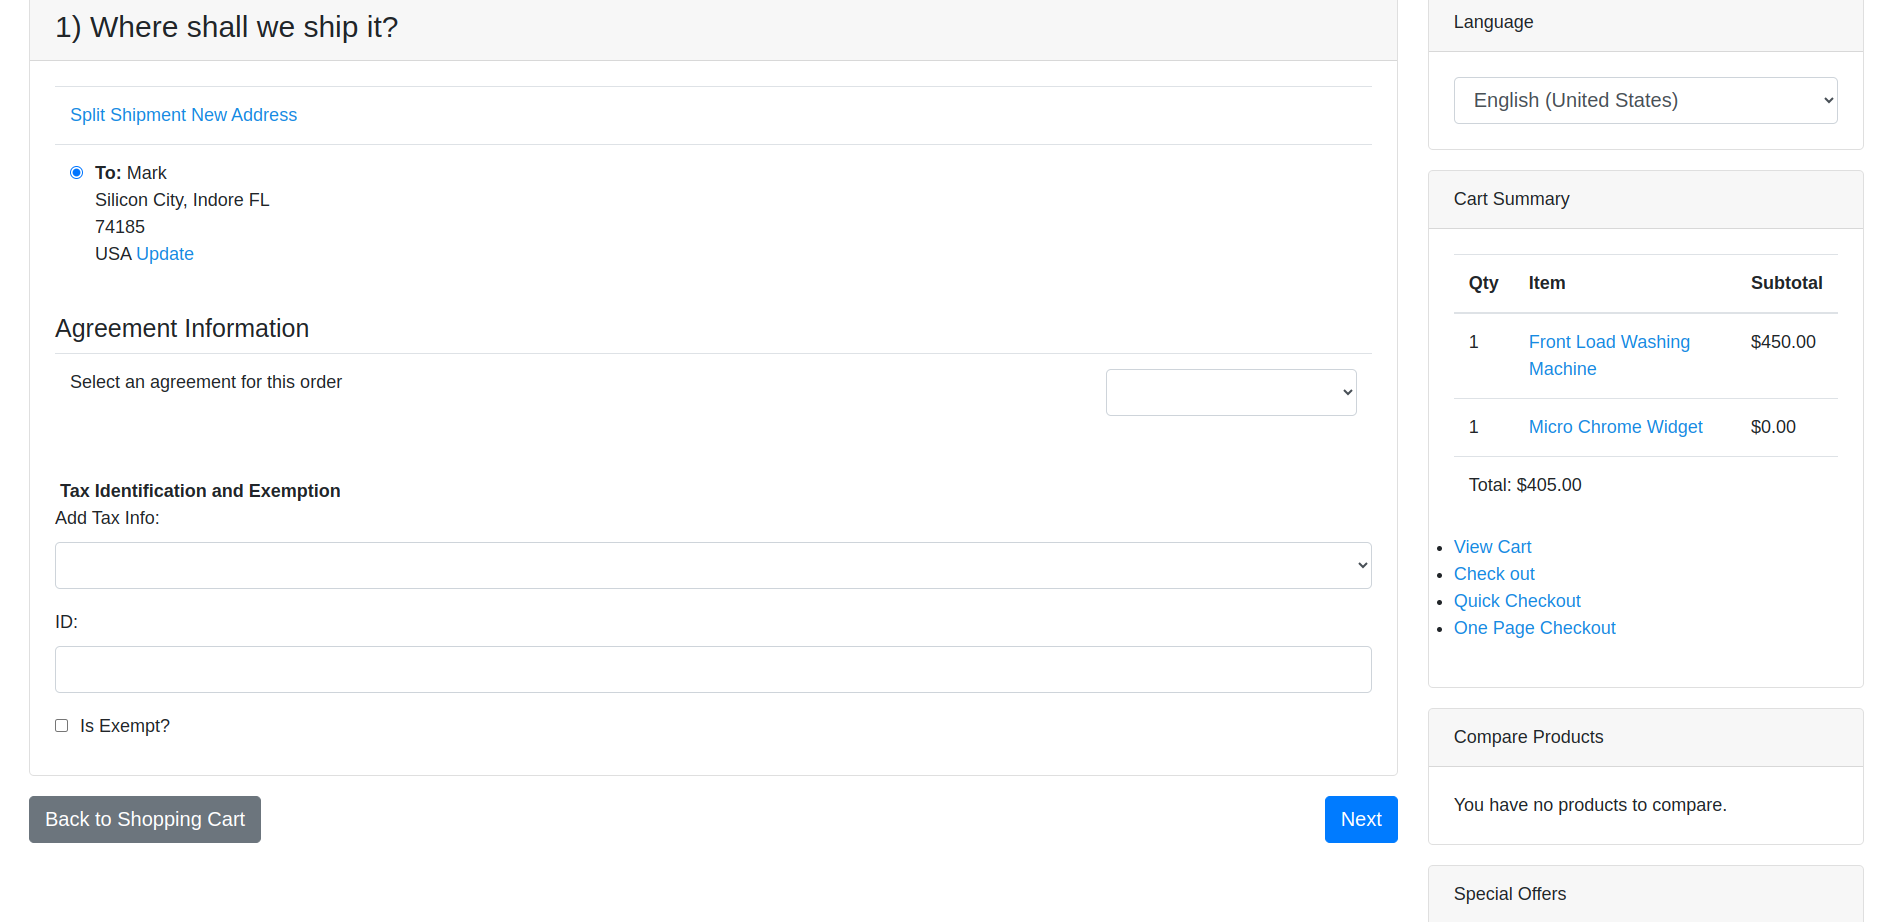 1) Where shall we ship it?
Split Shipment New Address
To: Mark
Silicon City, Indore FL
74185
USA Update
Agreement Information
Select an agreement for this order
Tax Identification and Exemption
Add Tax Info:
ID:
Is Exempt?
Back to Shopping Cart
Next
Language
English (United States)
Cart Summary
Qty Item Subtotal
1 Front Load Washing Machine $450.00
1 Micro Chrome Widget $0.00
Total: $405.00
View Cart
Check out
Quick Checkout
One Page Checkout
Compare Products
You have no products to compare.
Special Offers